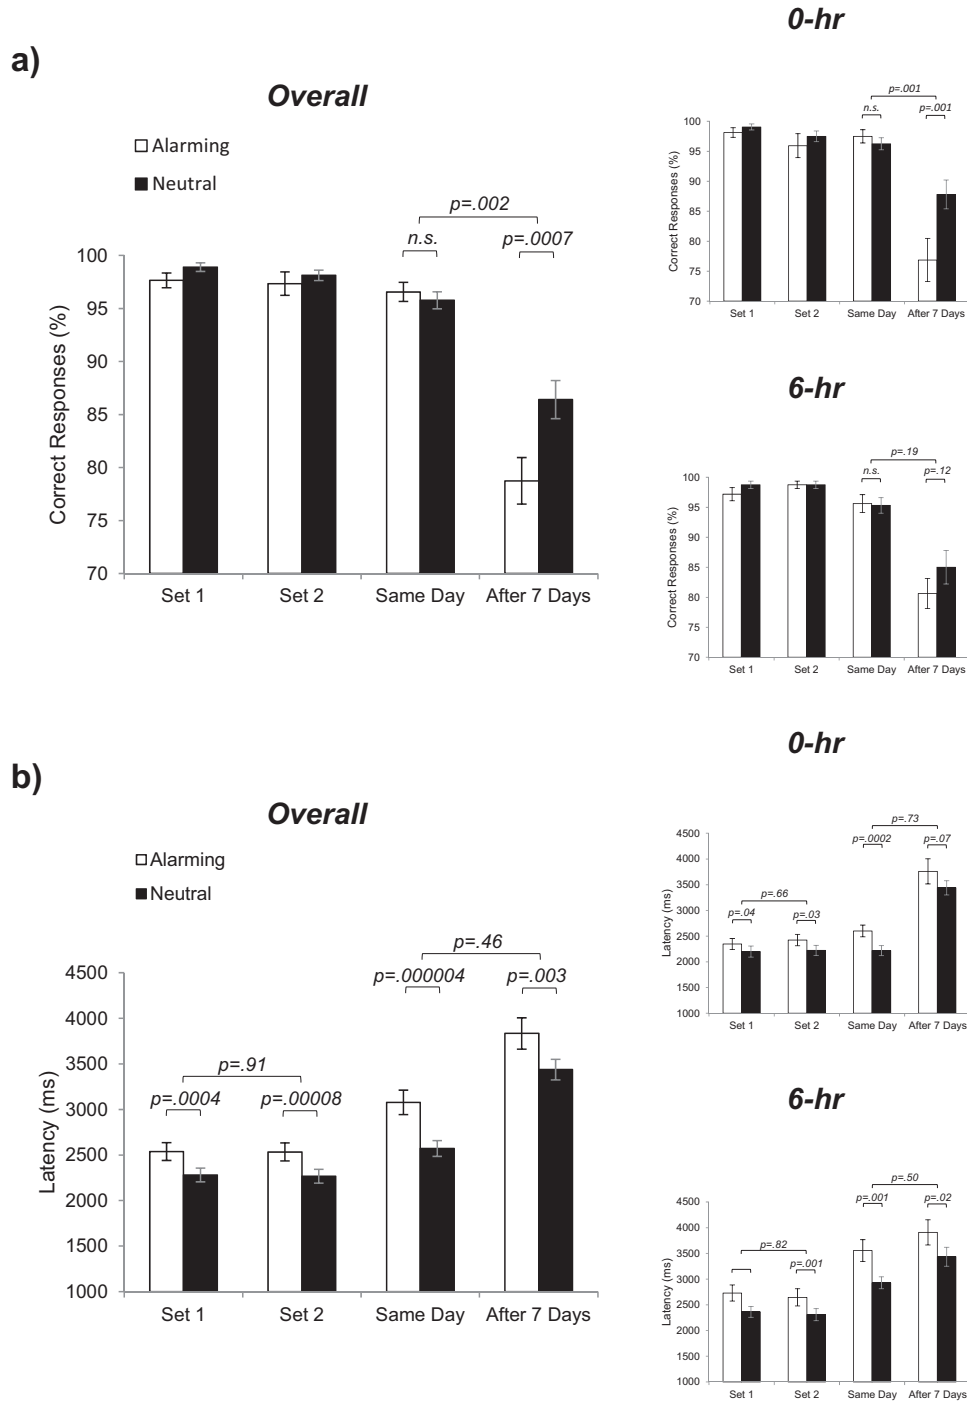 a)
Overall
Alarming
Neutral
p=.002
n.s.
p=.0007
100
95
90
85
80
75
70
Correct Responses (%)
Set 1
Set 2
Same Day
After 7 Days
0-hr
p=.001
n.s.
p=.001
100
95
90
85
80
75
70
Correct Responses (%)
Set 1
Set 2
Same Day
After 7 Days
6-hr
p=.19
n.s.
p=.12
100
95
90
85
80
75
70
Correct Responses (%)
Set 1
Set 2
Same Day
After 7 Days
b)
Overall
Alarming
Neutral
p=.46
p=.000004
p=.003
p=.91
p=.0004
p=.00008
4500
4000
3500
3000
2500
2000
1500
1000
Latency (ms)
Set 1
Set 2
Same Day
After 7 Days
0-hr
p=.73
p=.0002
p=.07
p=.66
p=.04
p=.03
4500
4000
3500
3000
2500
2000
1500
1000
Latency (ms)
Set 1
Set 2
Same Day
After 7 Days
6-hr
p=.50
p=.001
p=.02
p=.82
p=.001
4500
4000
3500
3000
2500
2000
1500
1000
Latency (ms)
Set 1
Set 2
Same Day
After 7 Days